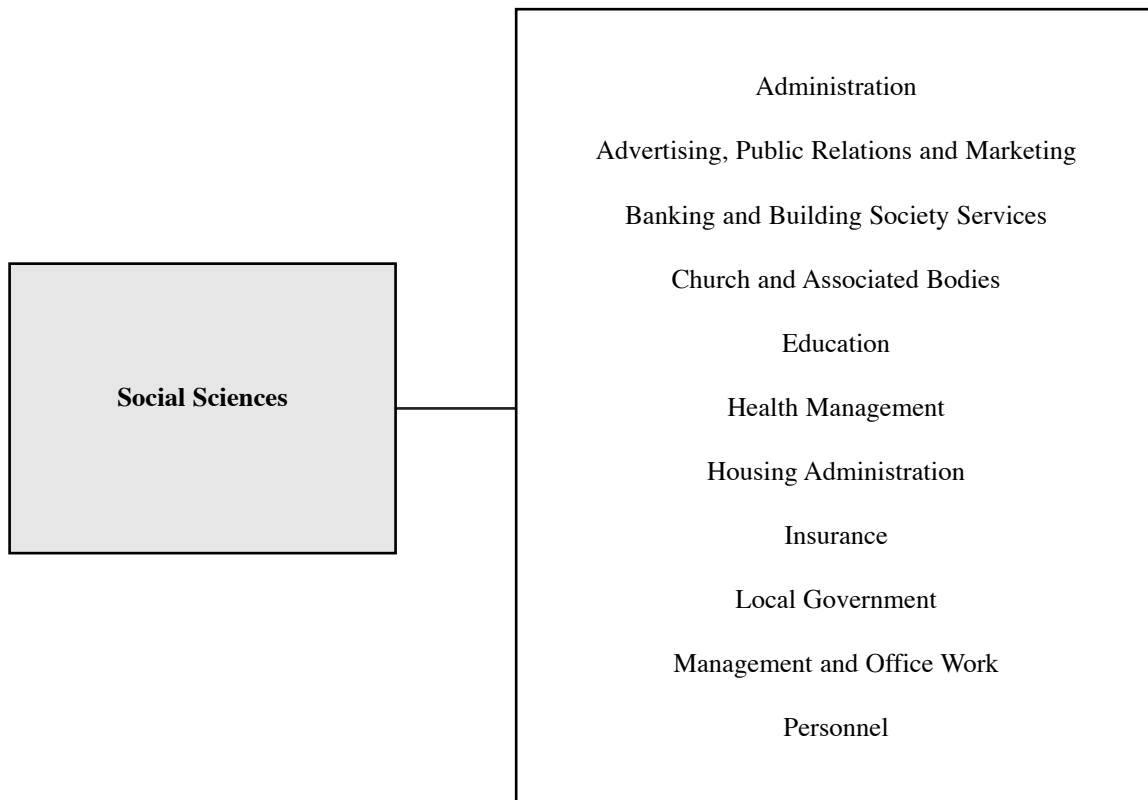 Social Sciences
Administration
Advertising, Public Relations and Marketing
Banking and Building Society Services
Church and Associated Bodies
Education
Health Management
Housing Administration
Insurance
Local Government
Management and Office Work
Personnel